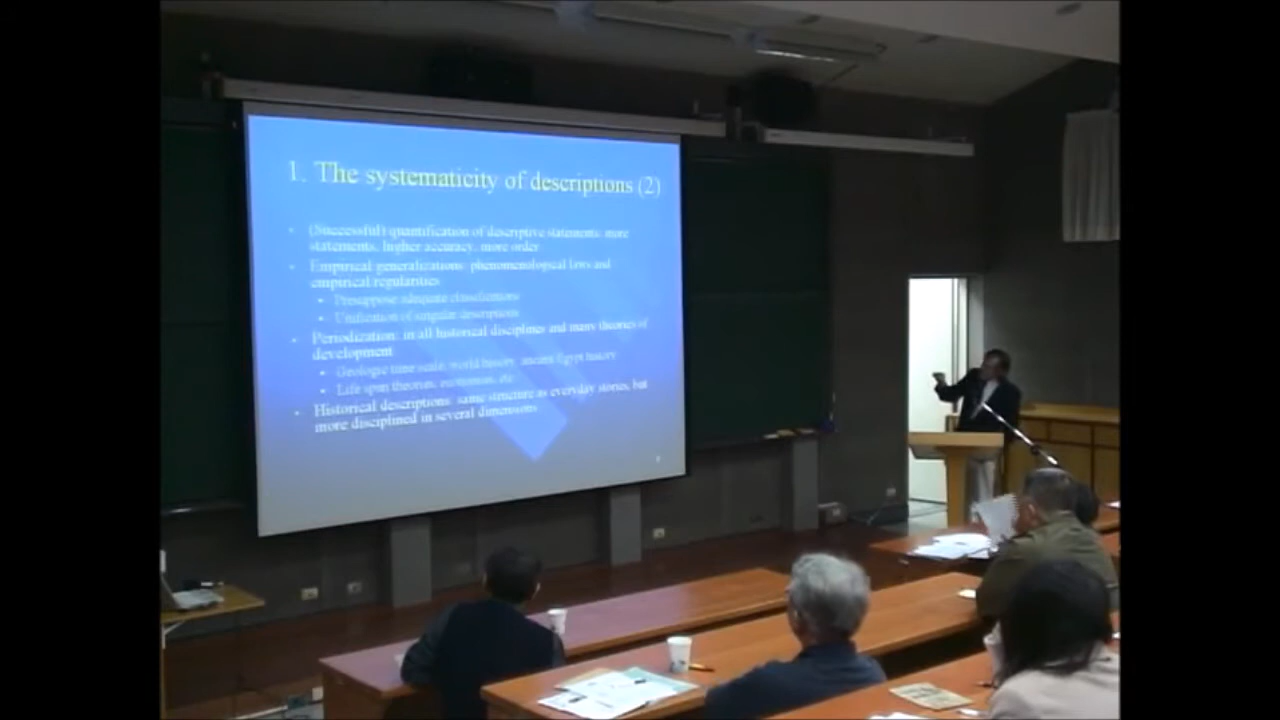 1. The systematicity of descriptions (2)
(Successful) quantification of descriptive statements: more
statements, higher accuracy, more order
Empirical generalizations: phenomenological laws and
empirical regularities
Presuppose adequate classifications
Unification of singular descriptions
Periodization: in all historical disciplines and many theories of
development
Geologic time scale, world history, ancient Egypt history
Life span theories, economics, etc.
Historical descriptions: same structure as everyday stories, but
more disciplined in several dimensions